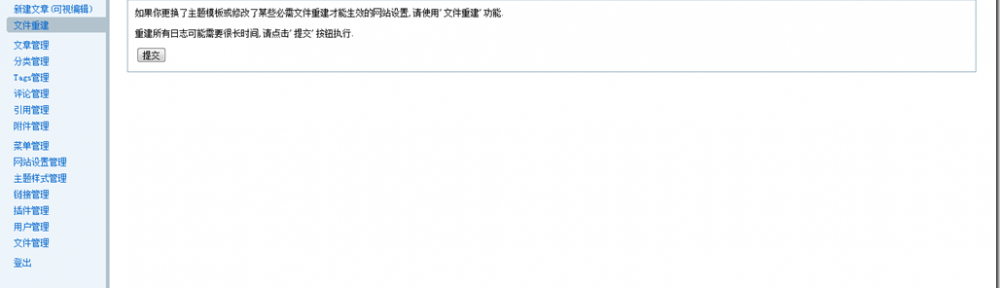 新建文章(可视编辑)
文件重建
文章管理
分类管理
Tags管理
评论管理
引用管理
附件管理
菜单管理
网站设置管理
主题样式管理
链接管理
插件管理
用户管理
文件管理
登出
如果你更换了主题模板或修改了某些必需文件重建才能生效的网站设置,请使用'文件重建'功能.
重建所有日志可能需要很长时间,请点击'提交'按钮执行.
提交